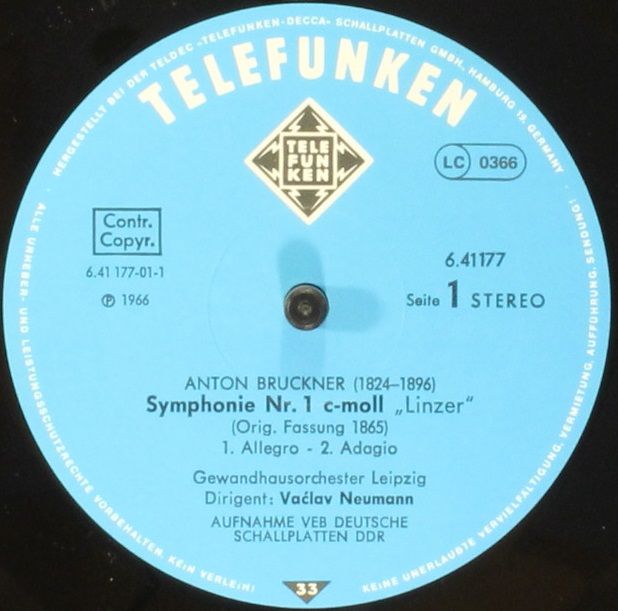 HERGESTELLT BEI DER TELDEC »TELEFUNKEN-DECCA« SCHALLPLATTEN GMBH., HAMBURG 19, GERMANY
TELEFUNKEN
TELE
FUN
KEN
LC 0366
Contr.
Copyr.
6.41 177-01-1
℗ 1966
6.41177
Seite 1 STEREO
ANTON BRUCKNER (1824–1896)
Symphonie Nr. 1 c-moll „Linzer“
(Orig. Fassung 1865)
1. Allegro - 2. Adagio
Gewandhausorchester Leipzig
Dirigent: Vaćlav Neumann
AUFNAHME VEB DEUTSCHE
SCHALLPLATTEN DDR
33
ALLE URHEBER- UND LEISTUNGSSCHUTZRECHTE VORBEHALTEN. KEIN VERLEIH!
KEINE UNERLAUBTE VERVIELFÄLTIGUNG, VERMIETUNG, AUFFÜHRUNG, SENDUNG!